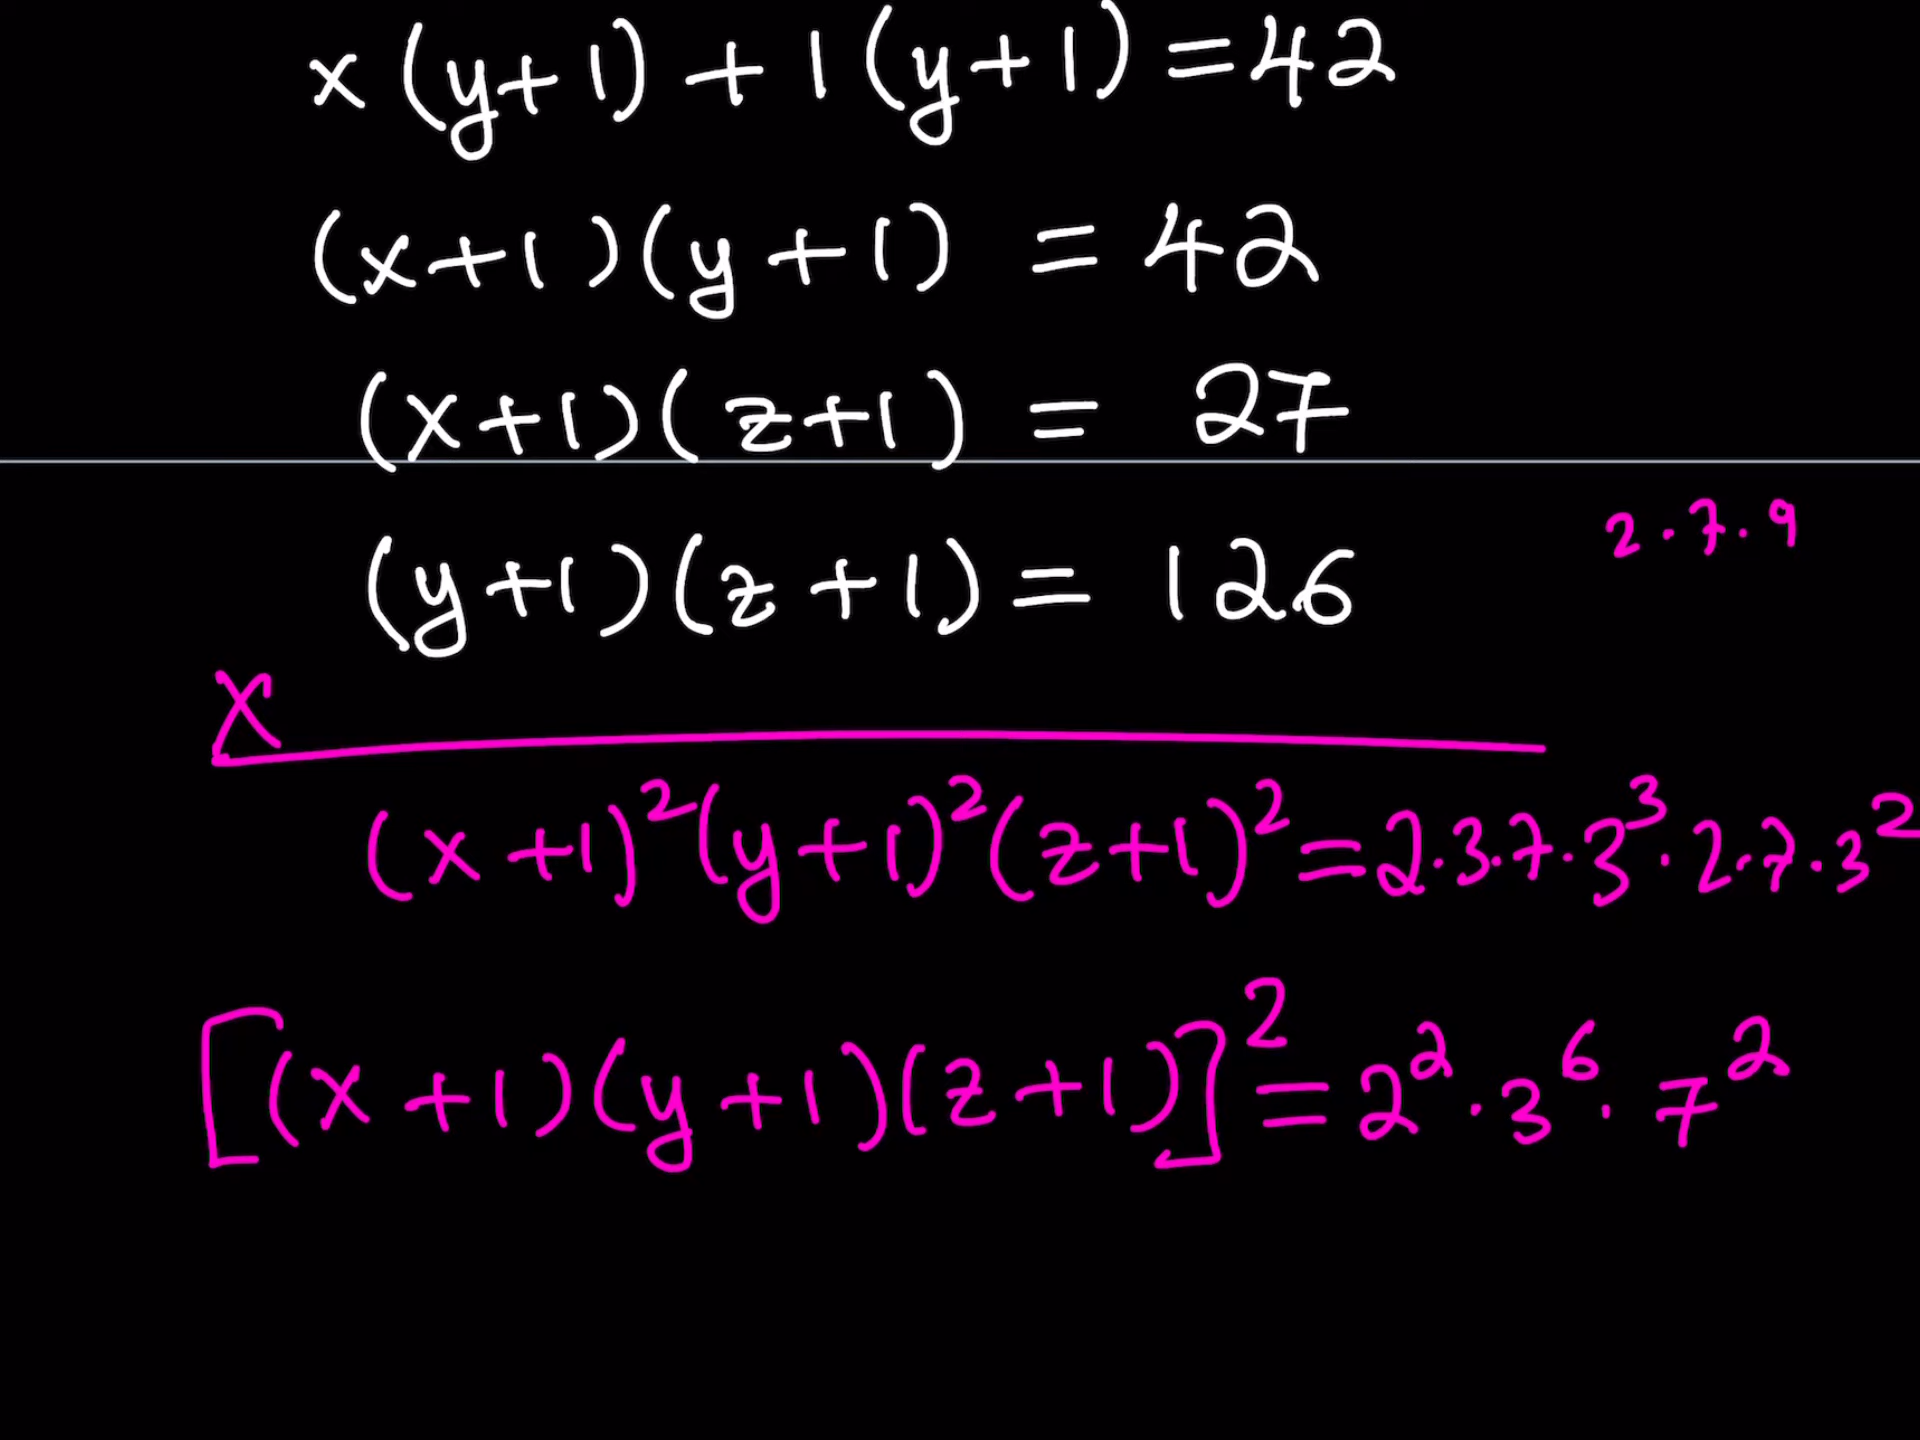 x(y+1)+1(y+1)=42
(x+1)(y+1) = 42
(x+1)(z+1) = 27
2·7·9
(y+1)(z+1) = 126
X
(x+1)²(y+1)²(z+1)²=2·3·7·3³·2·7·3²
[(x+1)(y+1)(z+1)]²=2²·3⁶·7²